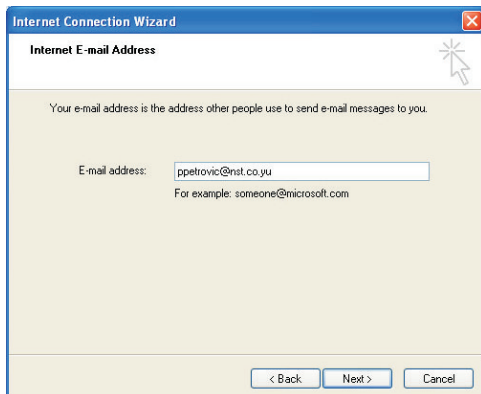 Internet Connection Wizard
Internet E-mail Address
Your e-mail address is the address other people use to send e-mail messages to you.
E-mail address: ppetrovic@nst.co.yu
For example: someone@microsoft.com
< Back Next > Cancel